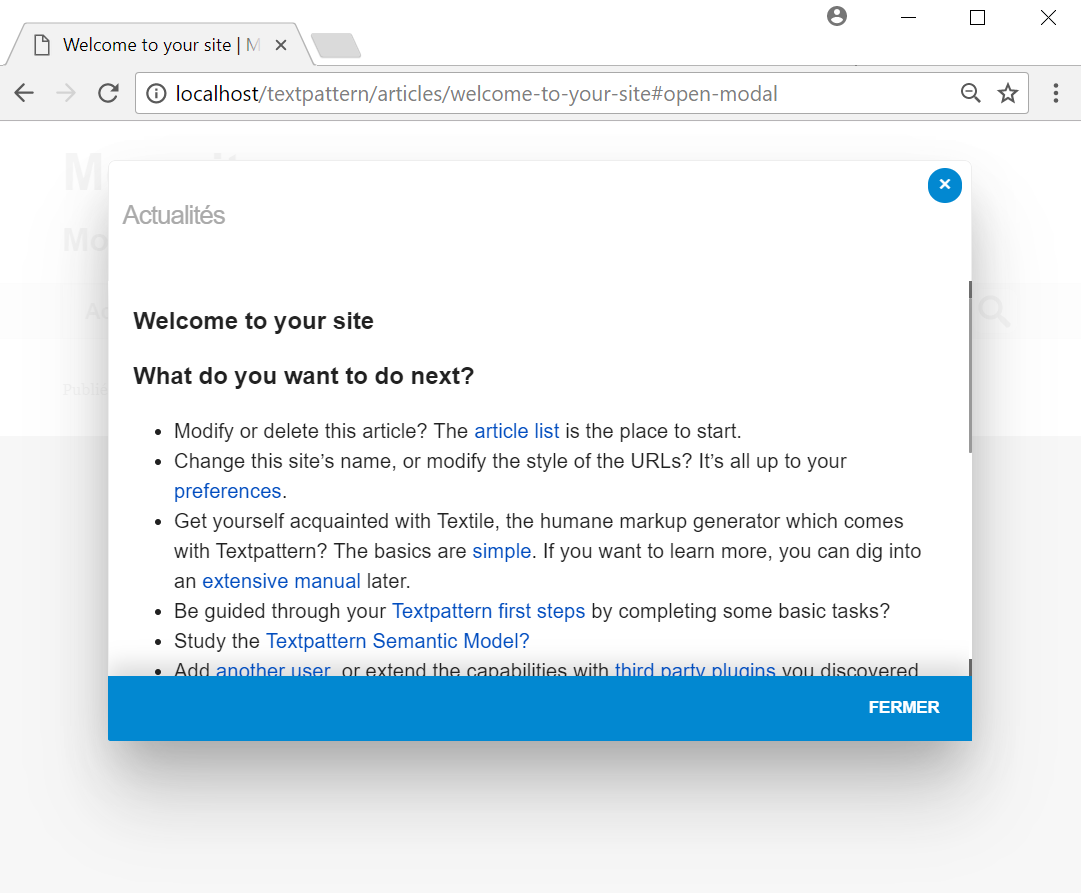 Welcome to your site | M
localhost/textpattern/articles/welcome-to-your-site#open-modal
Actualités
Welcome to your site
What do you want to do next?
Modify or delete this article? The article list is the place to start.
Change this site’s name, or modify the style of the URLs? It’s all up to your
preferences.
Get yourself acquainted with Textile, the humane markup generator which comes
with Textpattern? The basics are simple. If you want to learn more, you can dig into
an extensive manual later.
Be guided through your Textpattern first steps by completing some basic tasks?
Study the Textpattern Semantic Model?
Add another user, or extend the capabilities with third party plugins you discovered
FERMER